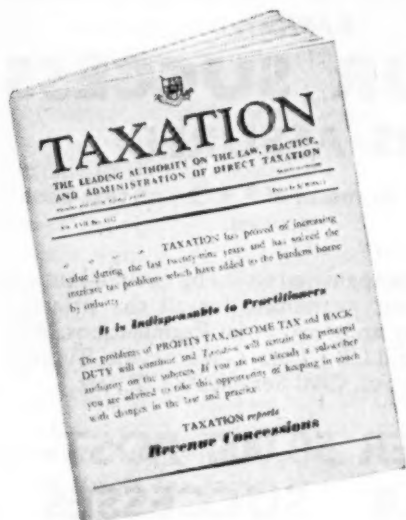 TAXATION
THE LEADING AUTHORITY ON THE LAW, PRACTICE,
AND ADMINISTRATION OF DIRECT TAXATION
TAXATION has proved of increasing
value during the last twenty-nine years and has solved the
intricate tax problems which have added to the burdens borne
by industry
It is Indispensable to Practitioners
The problems of PROFITS TAX, INCOME TAX and BACK
DUTY will continue and Taxation will remain the principal
authority on the subject. If you are not already a subscriber
you are advised to take this opportunity of keeping in touch
with changes in the law and practice
TAXATION reports
Revenue Concessions